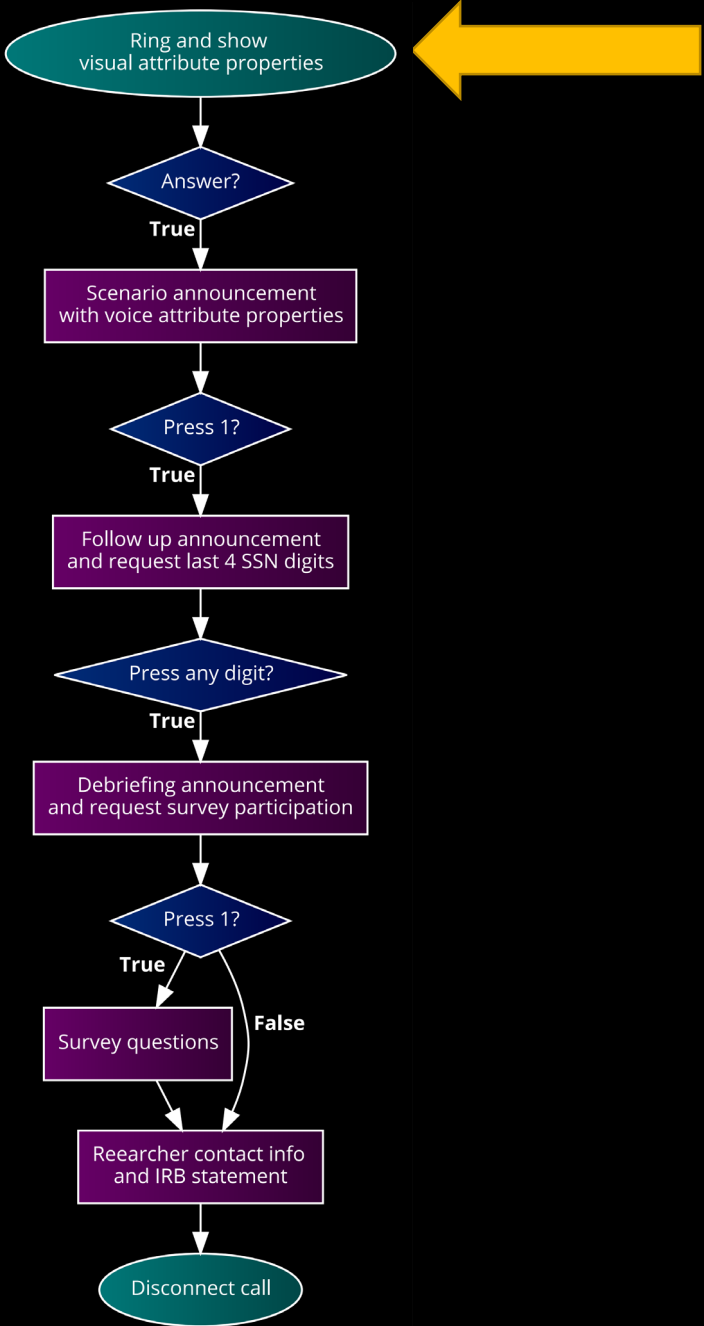 Ring and show
visual attribute properties
Answer?
True
Scenario announcement
with voice attribute properties
Press 1?
True
Follow up announcement
and request last 4 SSN digits
Press any digit?
True
Debriefing announcement
and request survey participation
Press 1?
True
False
Survey questions
Reearcher contact info
and IRB statement
Disconnect call